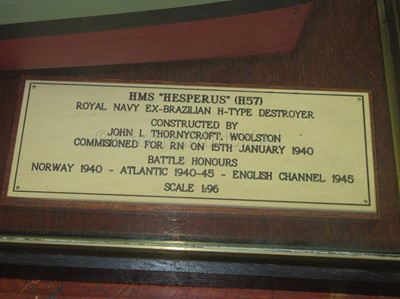 HMS "HESPERUS" (H57)
ROYAL NAVY EX-BRAZILIAN H-TYPE DESTROYER
CONSTRUCTED BY
JOHN I. THORNYCROFT. WOOLSTON
COMMISIONED FOR RN ON 15TH JANUARY 1940
BATTLE HONOURS
NORWAY 1940 - ATLANTIC 1940-45 - ENGLISH CHANNEL 1945
SCALE 1:96